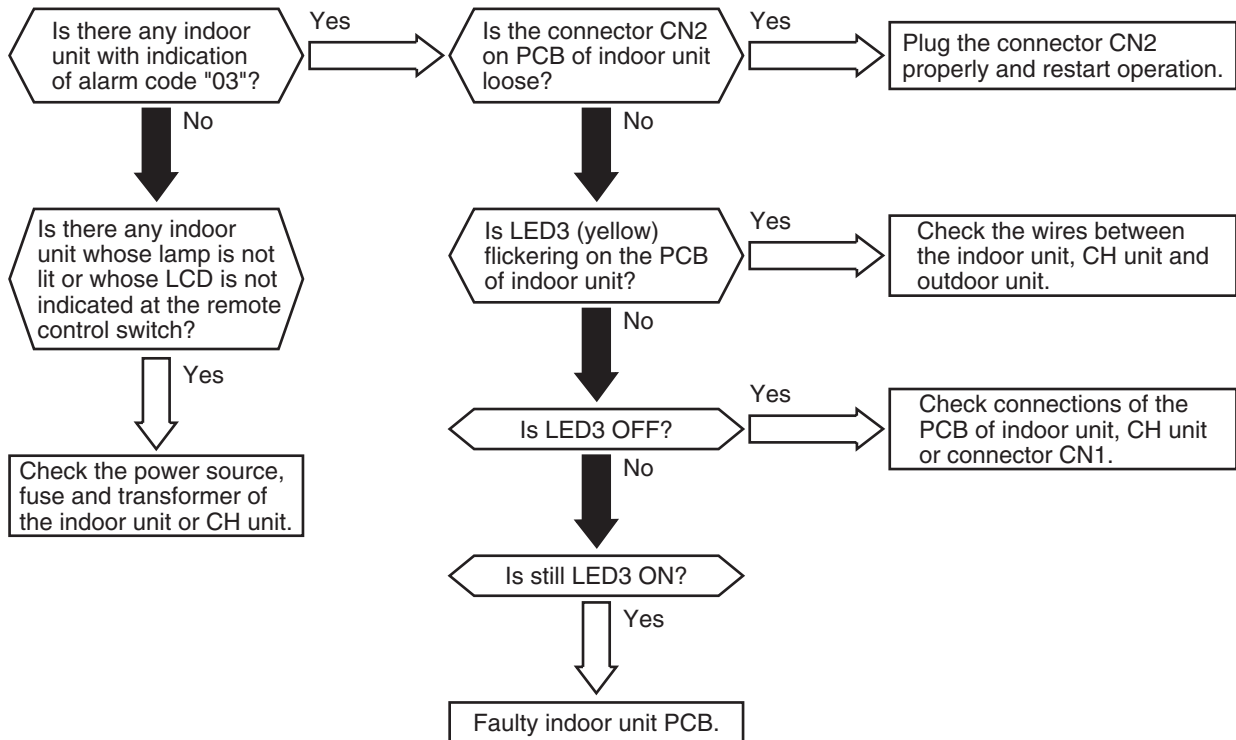 Is there any indoor
unit with indication
of alarm code "03"?
Yes
Is the connector CN2
on PCB of indoor unit
loose?
Yes
Plug the connector CN2
properly and restart operation.
No
No
Is there any indoor
unit whose lamp is not
lit or whose LCD is not
indicated at the remote
control switch?
Is LED3 (yellow)
flickering on the PCB
of indoor unit?
Yes
Check the wires between
the indoor unit, CH unit and
outdoor unit.
Yes
No
Check the power source,
fuse and transformer of
the indoor unit or CH unit.
Is LED3 OFF?
Yes
Check connections of the
PCB of indoor unit, CH unit
or connector CN1.
No
Is still LED3 ON?
Yes
Faulty indoor unit PCB.